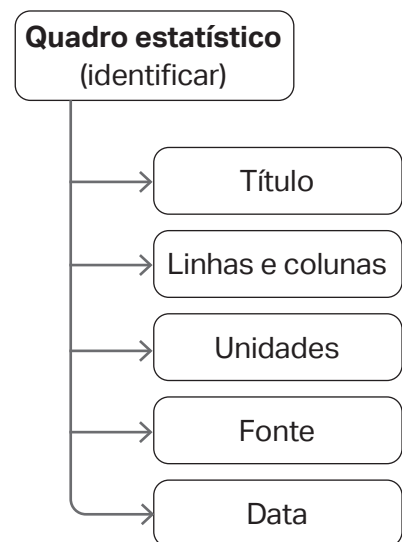 Quadro estatístico
(identificar)
Título
Linhas e colunas
Unidades
Fonte
Data